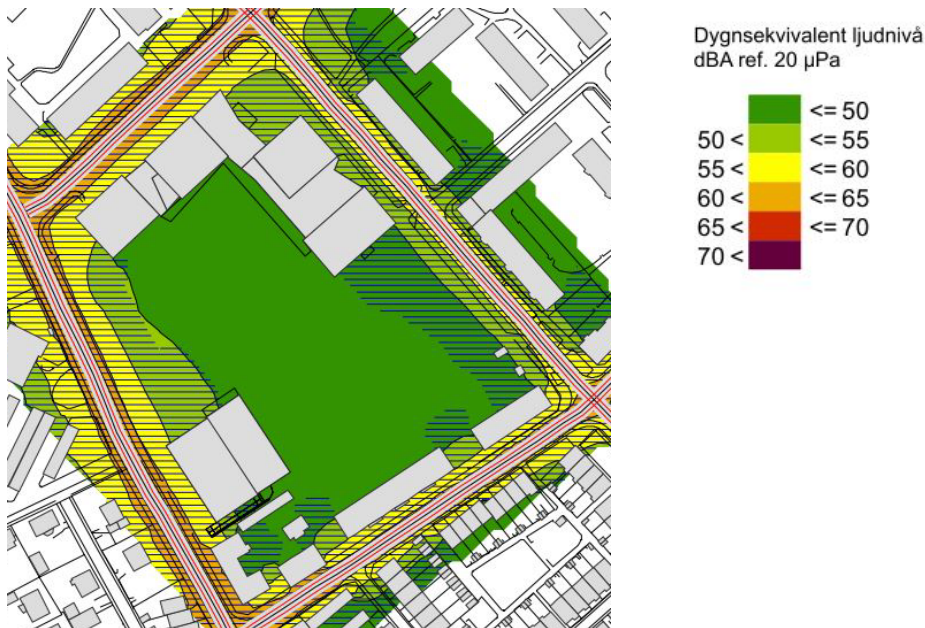 Dygnsekvivalent ljudnivå
dBA ref. 20 µPa
<= 50
50 < <= 55
55 < <= 60
60 < <= 65
65 < <= 70
70 <